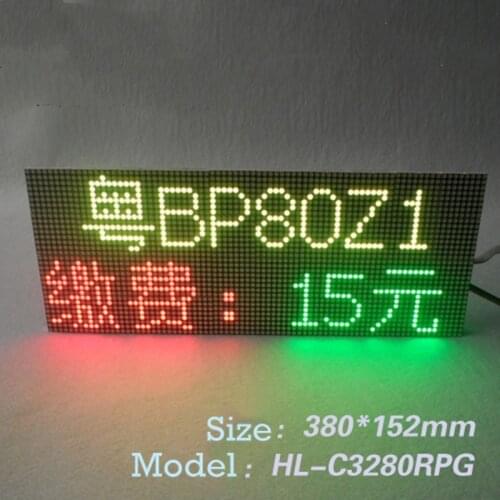 粤BP80Z1
缴费：15元
Size：380*152mm
Model：HL-C3280RPG